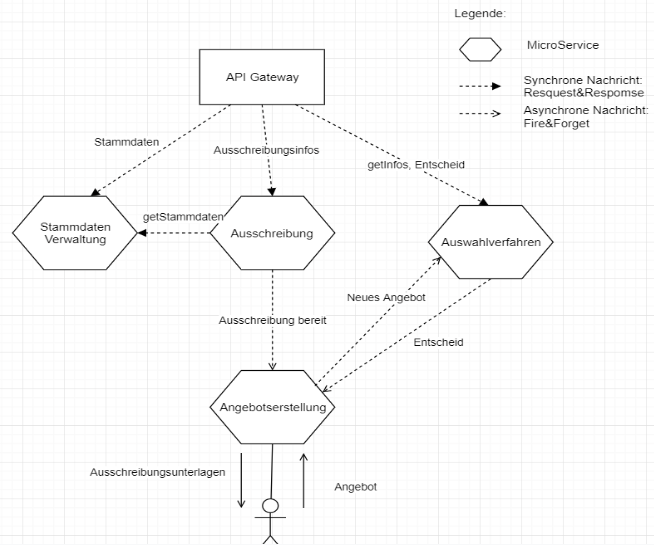 Legende:
MicroService
Synchrone Nachricht:
Resquest&Respomse
Asynchrone Nachricht:
Fire&Forget
API Gateway
Stammdaten
Ausschreibungsinfos
getInfos, Entscheid
getStammdaten
Stammdaten
Verwaltung
Ausschreibung
Auswahlverfahren
Neues Angebot
Ausschreibung bereit
Entscheid
Angebotserstellung
Ausschreibungsunterlagen
Angebot